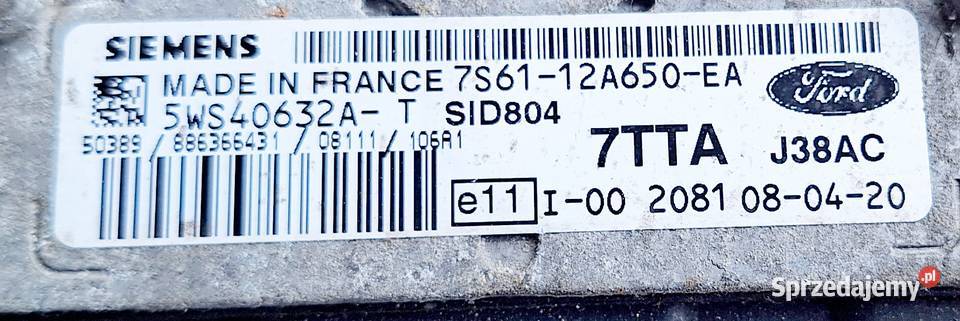 SIEMENS
MADE IN FRANCE 7S61-12A650-EA
Ford
5WS40632A-T SID804
50389/886366431/08111/106A1
7TTA J38AC
e11 I-00 2081 08-04-20
Sprzedajemy.pl